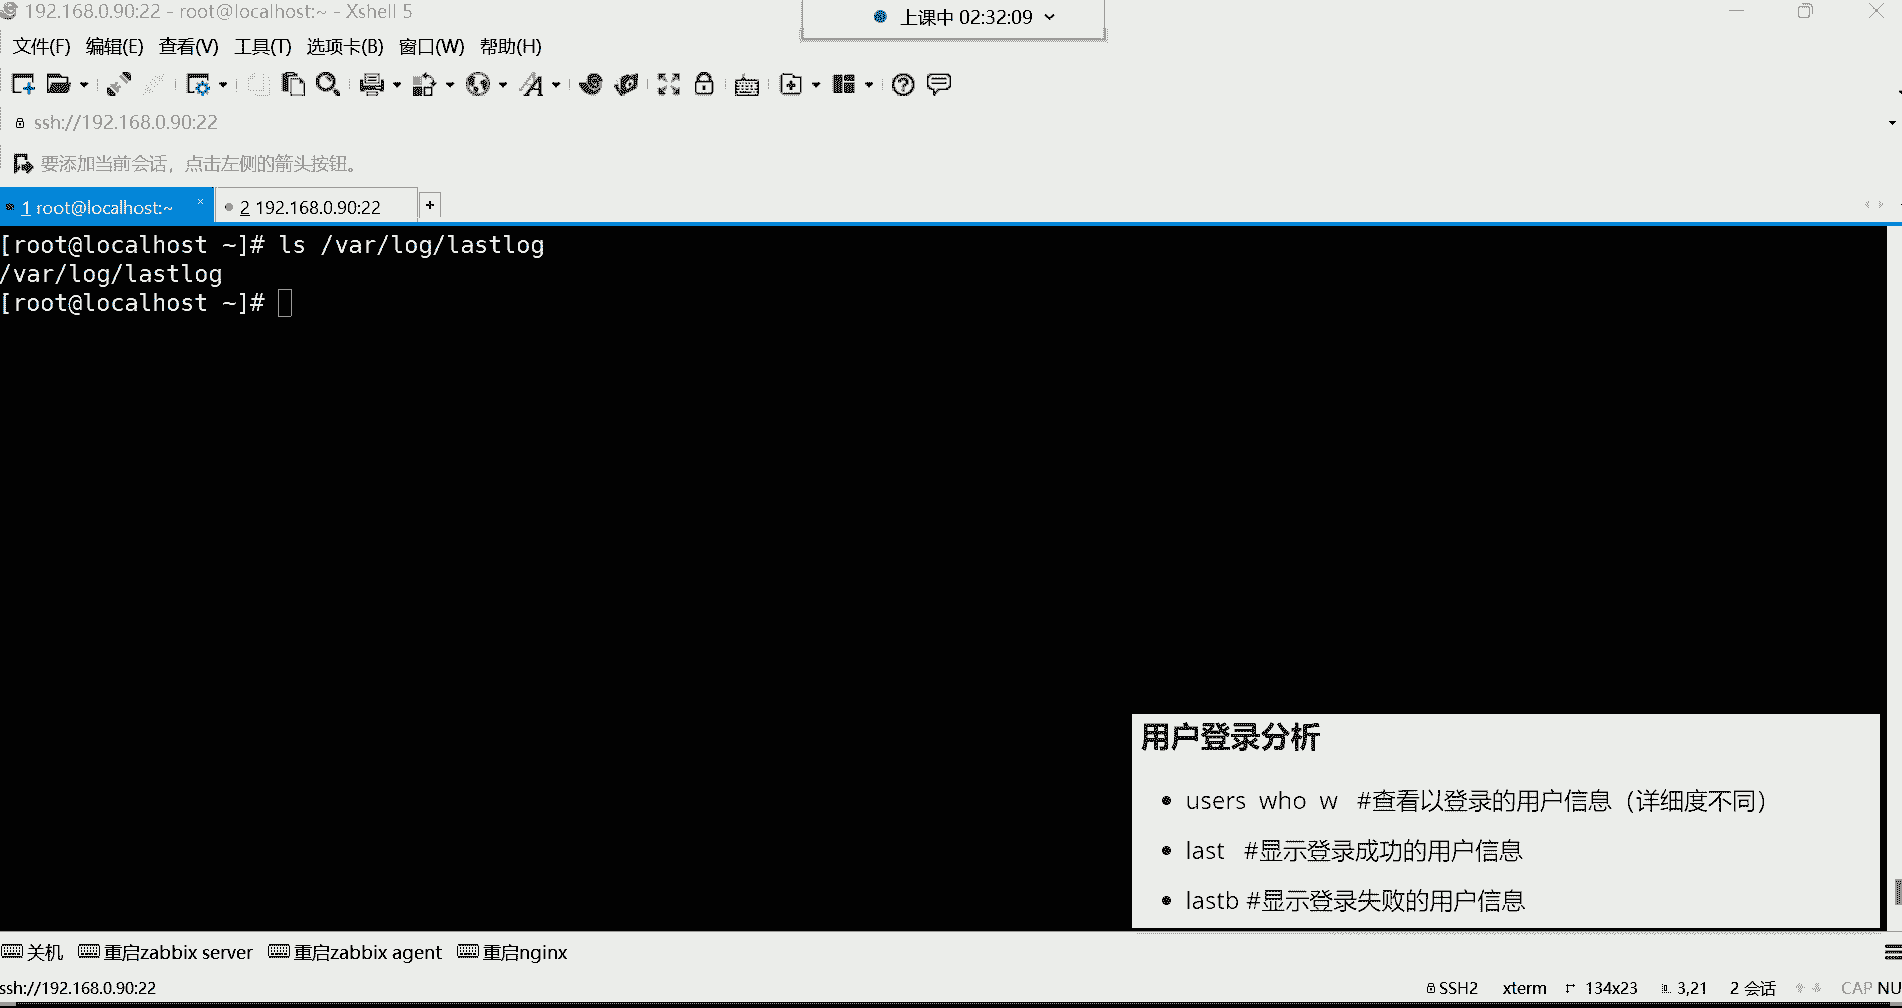 192.168.0.90:22 - root@localhost:~ - Xshell 5
上课中 02:32:09
文件(F) 编辑(E) 查看(V) 工具(T) 选项卡(B) 窗口(W) 帮助(H)
ssh://192.168.0.90:22
要添加当前会话，点击左侧的箭头按钮。
1 root@localhost:~ × 2 192.168.0.90:22 +
[root@localhost ~]# ls /var/log/lastlog
/var/log/lastlog
[root@localhost ~]#
用户登录分析
users who w #查看以登录的用户信息（详细度不同）
last #显示登录成功的用户信息
lastb #显示登录失败的用户信息
关机 重启zabbix server 重启zabbix agent 重启nginx
ssh://192.168.0.90:22 SSH2 xterm 134x23 3,21 2 会话 CAP NU